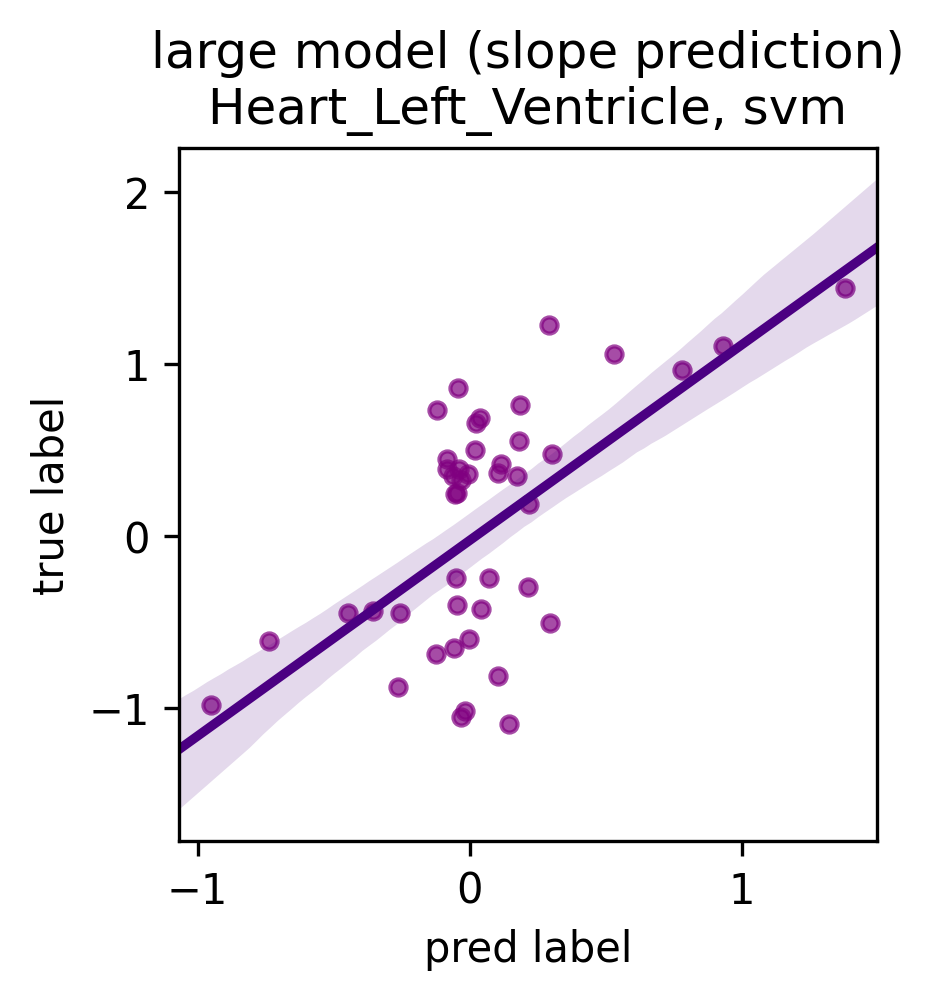 large model (slope prediction)
Heart_Left_Ventricle, svm
2
1
0
−1
true label
−1
0
1
pred label